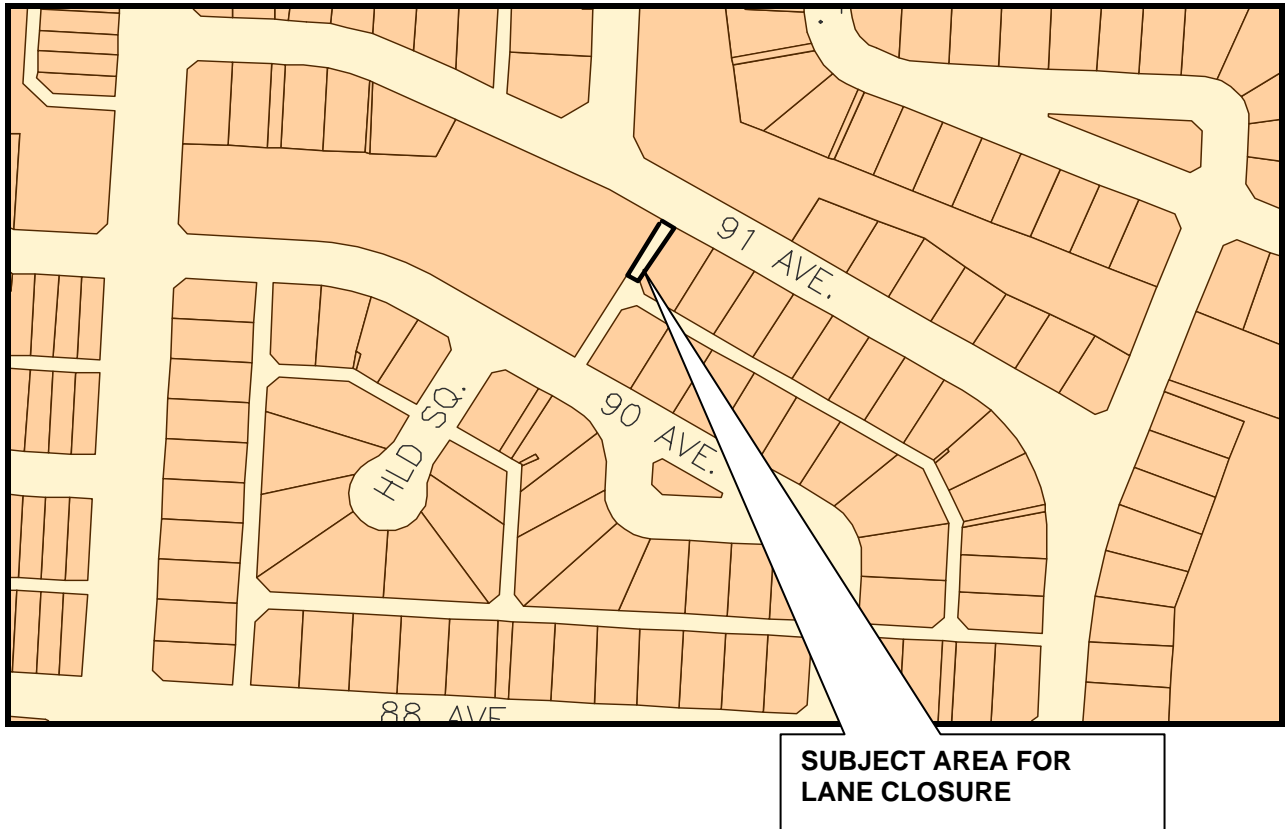 91 AVE.
90 AVE.
HLD SQ.
88 AVE
SUBJECT AREA FOR
LANE CLOSURE